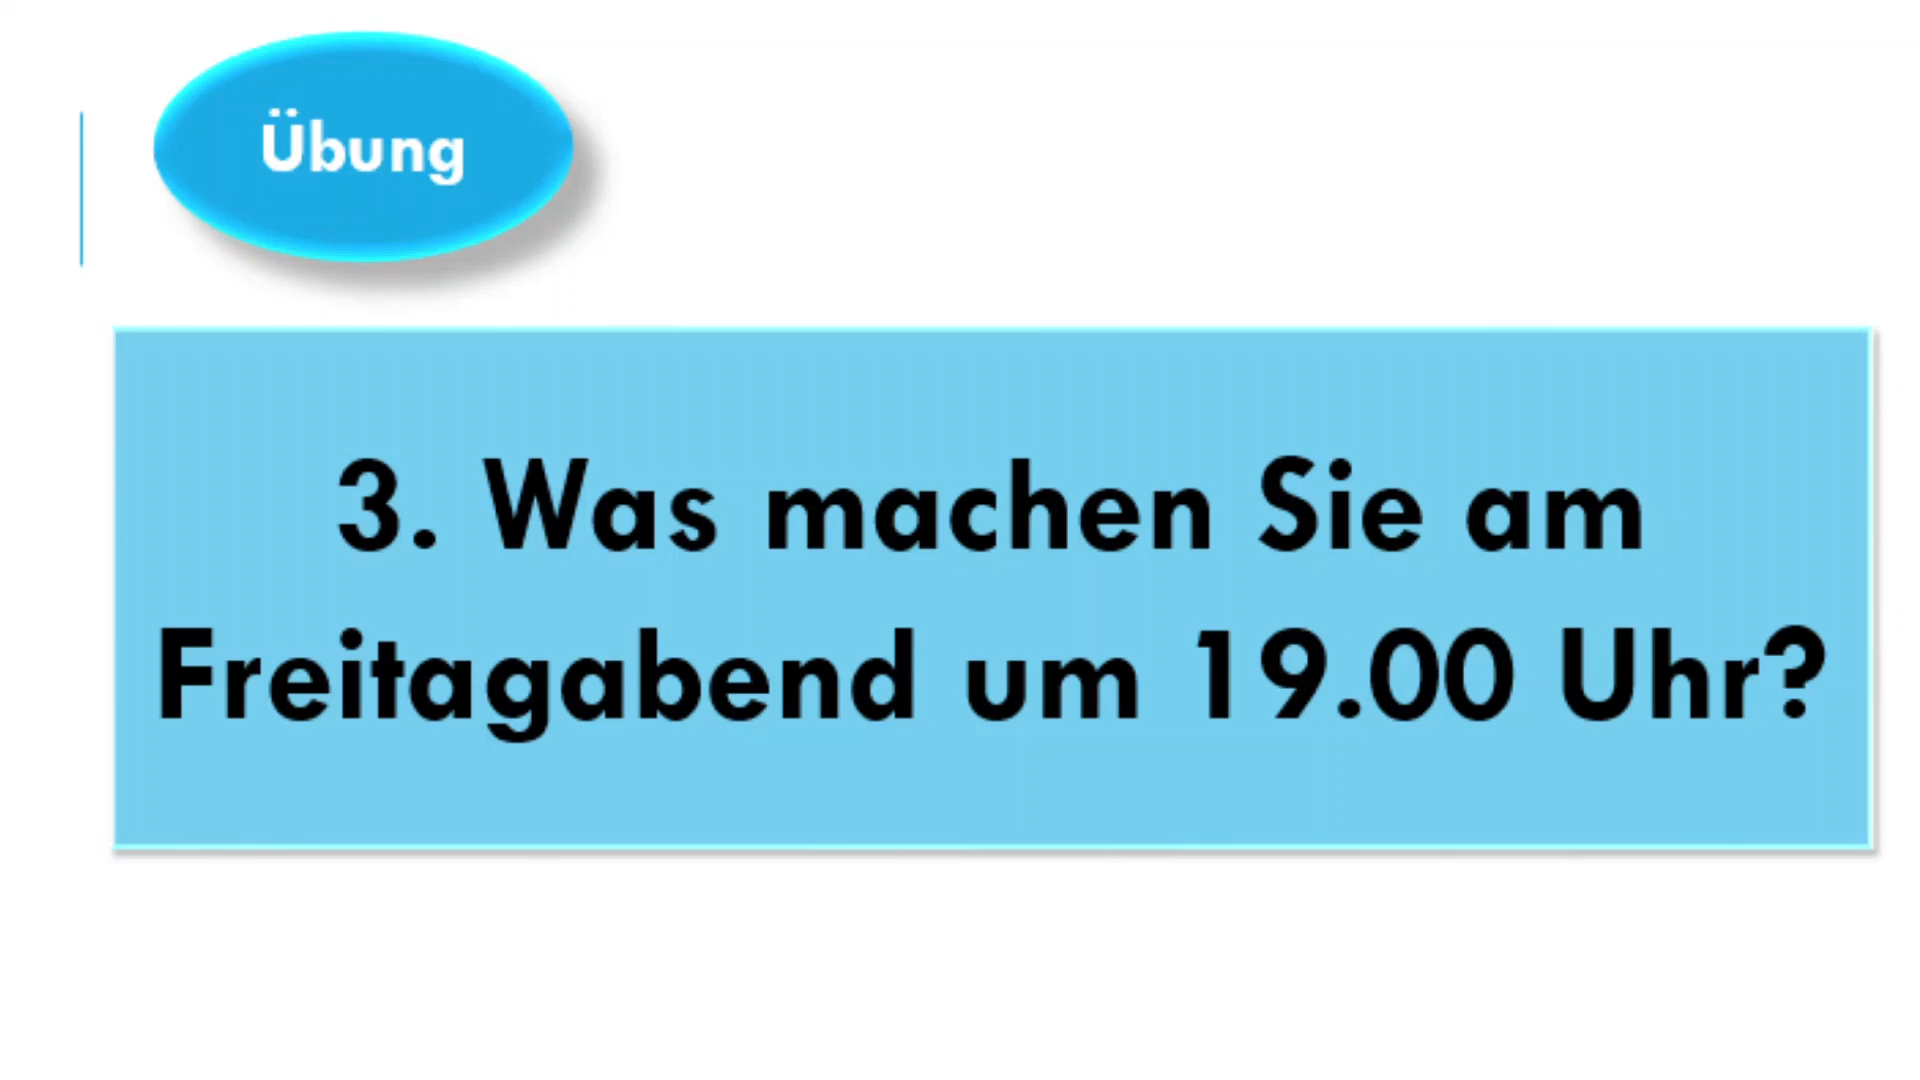 Übung
3. Was machen Sie am
Freitagabend um 19.00 Uhr?